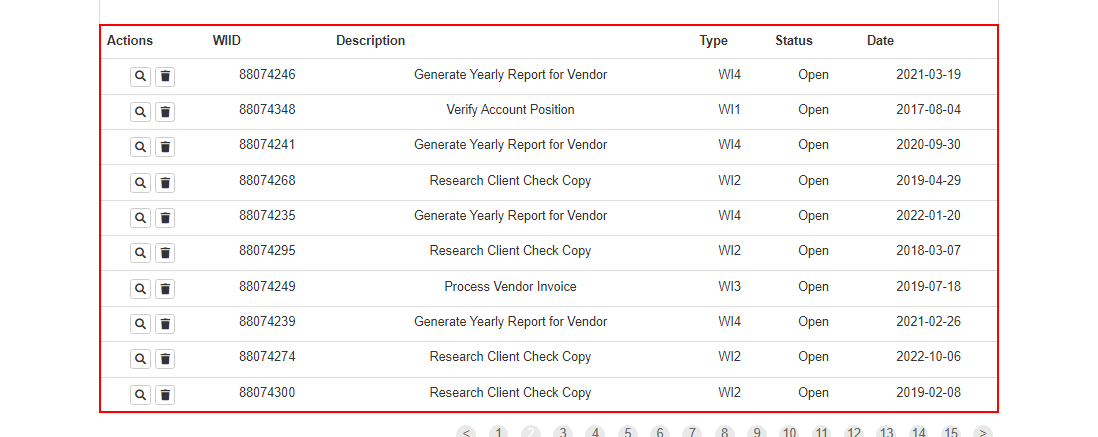 Actions WIID Description Type Status Date
88074246 Generate Yearly Report for Vendor WI4 Open 2021-03-19
88074348 Verify Account Position WI1 Open 2017-08-04
88074241 Generate Yearly Report for Vendor WI4 Open 2020-09-30
88074268 Research Client Check Copy WI2 Open 2019-04-29
88074235 Generate Yearly Report for Vendor WI4 Open 2022-01-20
88074295 Research Client Check Copy WI2 Open 2018-03-07
88074249 Process Vendor Invoice WI3 Open 2019-07-18
88074239 Generate Yearly Report for Vendor WI4 Open 2021-02-26
88074274 Research Client Check Copy WI2 Open 2022-10-06
88074300 Research Client Check Copy WI2 Open 2019-02-08
< 1 2 3 4 5 6 7 8 9 10 11 12 13 14 15 >